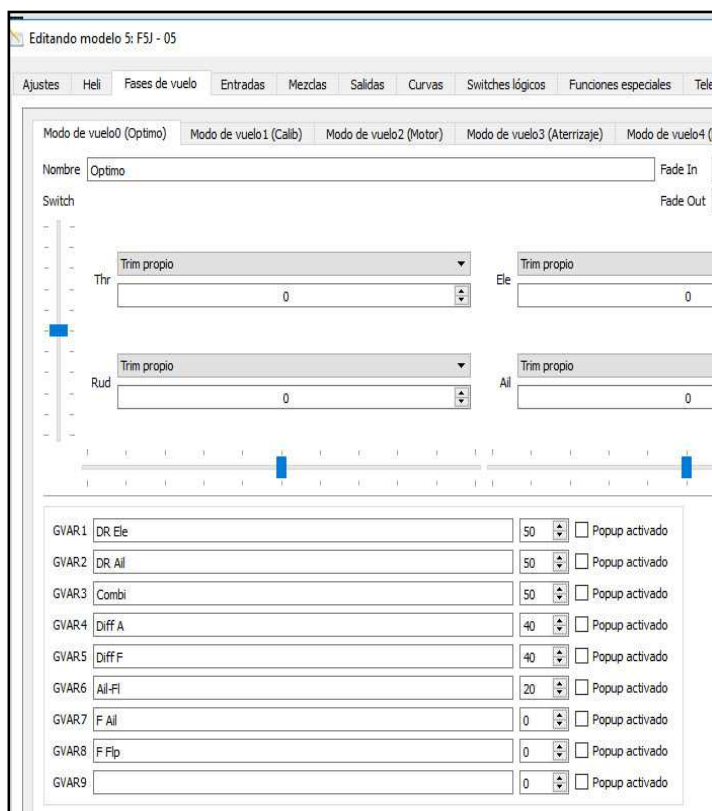 Editando modelo 5: F5J - 05
Ajustes Heli Fases de vuelo Entradas Mezclas Salidas Curvas Switches lógicos Funciones especiales Tele
Modo de vuelo0 (Optimo) Modo de vuelo1 (Calib) Modo de vuelo2 (Motor) Modo de vuelo3 (Aterrizaje) Modo de vuelo4 (
Nombre Optimo Fade In
Switch Fade Out
Trim propio Trim propio
Thr Ele
0 0
Trim propio Trim propio
Rud Ail
0 0
GVAR1 DR Ele 50 Popup activado
GVAR2 DR Ail 50 Popup activado
GVAR3 Combi 50 Popup activado
GVAR4 Diff A 40 Popup activado
GVAR5 Diff F 40 Popup activado
GVAR6 Ail-Fl 20 Popup activado
GVAR7 F Ail 0 Popup activado
GVAR8 F Flp 0 Popup activado
GVAR9 0 Popup activado